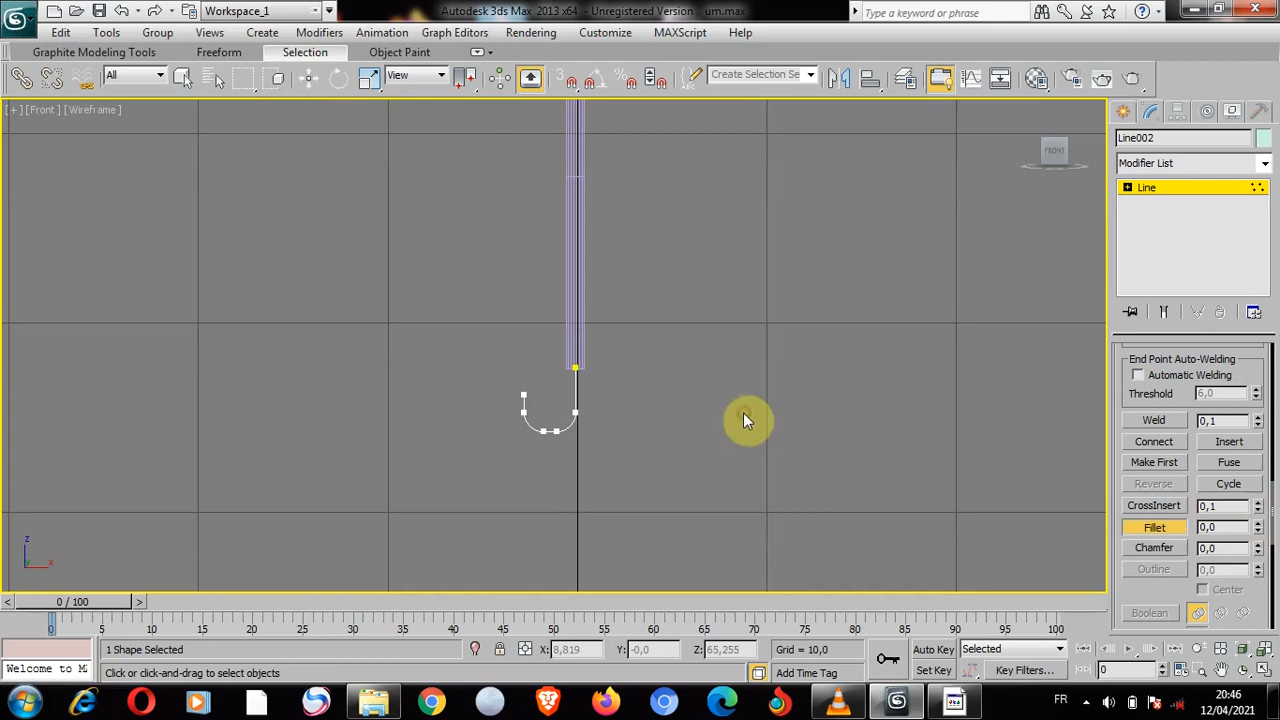 Workspace_1
Autodesk 3ds Max 2013 x64 - Unregistered Version um.max
Type a keyword or phrase
Edit Tools Group Views Create Modifiers Animation Graph Editors Rendering Customize MAXScript Help
Graphite Modeling Tools Freeform Selection Object Paint
All View 3 Create Selection Se
[+] [Front] [Wireframe]
FRONT
Line002
Modifier List
Line
End Point Auto-Welding
Automatic Welding
Threshold 6,0
Weld 0,1
Connect Insert
Make First Fuse
Reverse Cycle
CrossInsert 0,1
Fillet 0,0
Chamfer 0,0
Outline 0,0
Center
Boolean
z
x
0 / 100
0 5 10 15 20 25 30 35 40 45 50 55 60 65 70 75 80 85 90 95 100
1 Shape Selected X: 8,819 Y: -0,0 Z: 65,255 Grid = 10,0 Auto Key Selected
Welcome to M Click or click-and-drag to select objects Add Time Tag Set Key Key Filters... 0
FR 20:46
12/04/2021